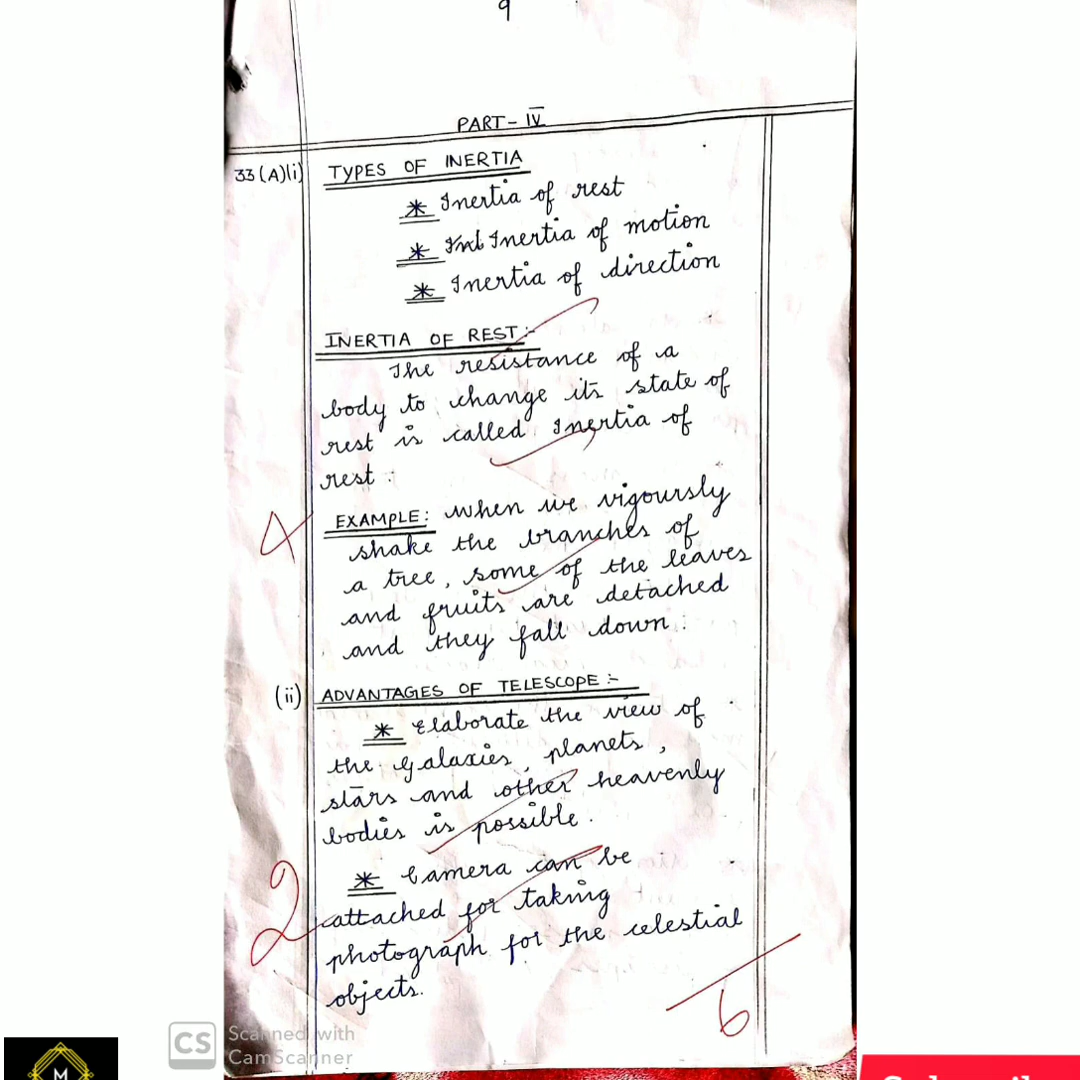 9
PART - IV
33 (A)(i) TYPES OF INERTIA
* Inertia of rest
* Inertia of motion
* Inertia of direction
INERTIA OF REST :-
The resistance of a
body to change its state of
rest is called Inertia of
rest.
4
EXAMPLE: When we vigoursly
shake the branches of
a tree, some of the leaves
and fruits are detached
and they fall down.
(ii) ADVANTAGES OF TELESCOPE :-
* Elaborate the view of
the galaxies, planets,
stars and other heavenly
bodies is possible.
* Camera can be
2 attached for taking
photograph for the celestial
objects.
6
CS Scanned with
CamScanner
M